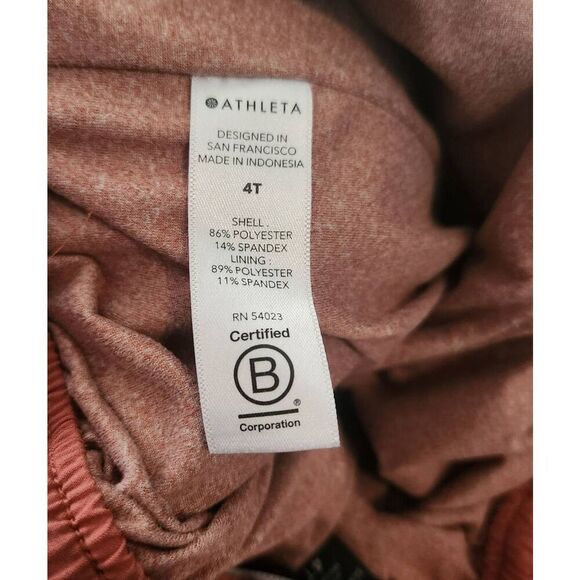 ATHLETA
DESIGNED IN
SAN FRANCISCO
MADE IN INDONESIA
4T
SHELL :
86% POLYESTER
14% SPANDEX
LINING :
89% POLYESTER
11% SPANDEX
RN 54023
Certified
B
®
Corporation